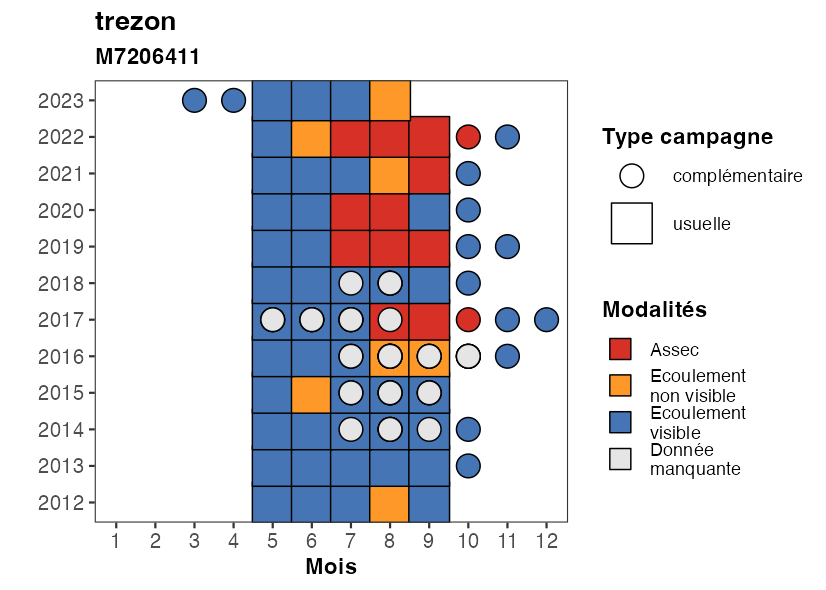 trezon
M7206411
2023
2022
2021
2020
2019
2018
2017
2016
2015
2014
2013
2012
1 2 3 4 5 6 7 8 9 10 11 12
Mois
Type campagne
complémentaire
usuelle
Modalités
Assec
Ecoulement
non visible
Ecoulement
visible
Donnée
manquante